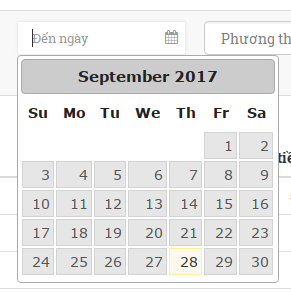 Đến ngày
Phương th
September 2017
Su Mo Tu We Th Fr Sa
1 2
3 4 5 6 7 8 9
tiề
10 11 12 13 14 15 16
17 18 19 20 21 22 23
24 25 26 27 28 29 30